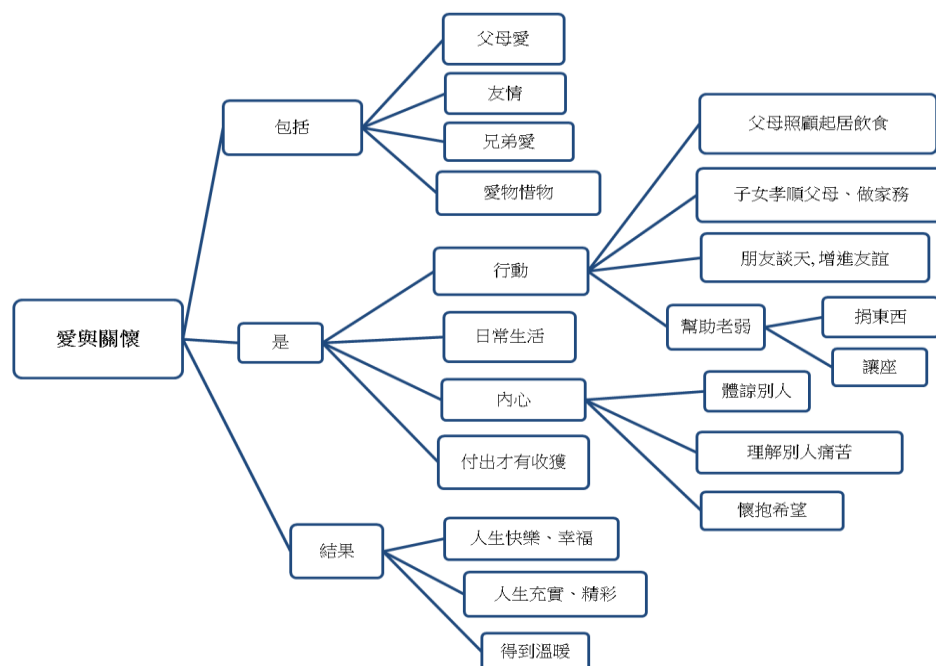 愛與關懷
包括
父母愛
友情
兄弟愛
愛物惜物
是
行動
父母照顧起居飲食
子女孝順父母、做家務
朋友談天, 增進友誼
幫助老弱
捐東西
讓座
日常生活
內心
體諒別人
理解別人痛苦
懷抱希望
付出才有收獲
結果
人生快樂、幸福
人生充實、精彩
得到溫暖